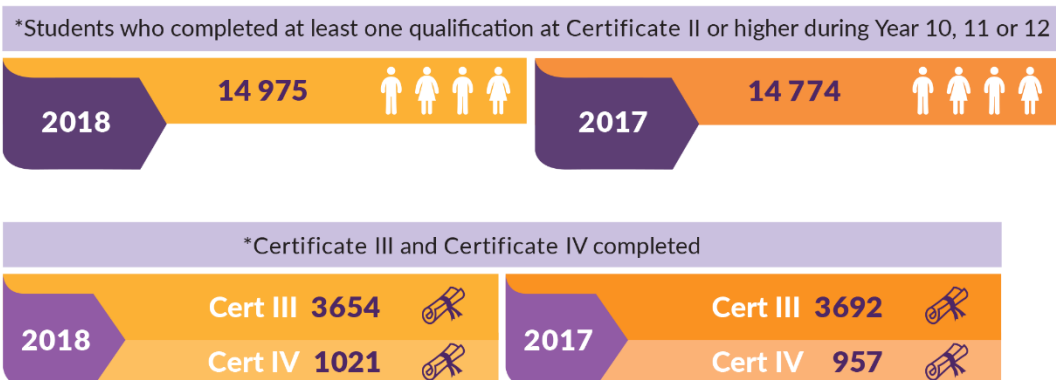 *Students who completed at least one qualification at Certificate II or higher during Year 10, 11 or 12
2018 14 975
2017 14 774
*Certificate III and Certificate IV completed
2018
Cert III 3654
Cert IV 1021
2017
Cert III 3692
Cert IV 957